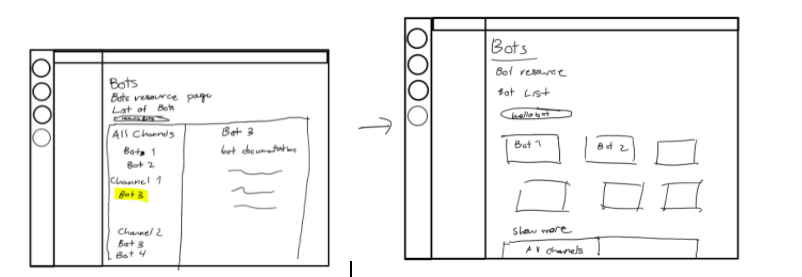 Bots
Bots resource page
List of Bots
All Channels
Bots 1
Bot 2
Channel 1
Bot 3
Channel 2
Bot 3
Bot 4
Bot 3
bot documentation
Bots
Bot resource
Bot List
hello bot
Bot 1
Bot 2
Show more
All channels